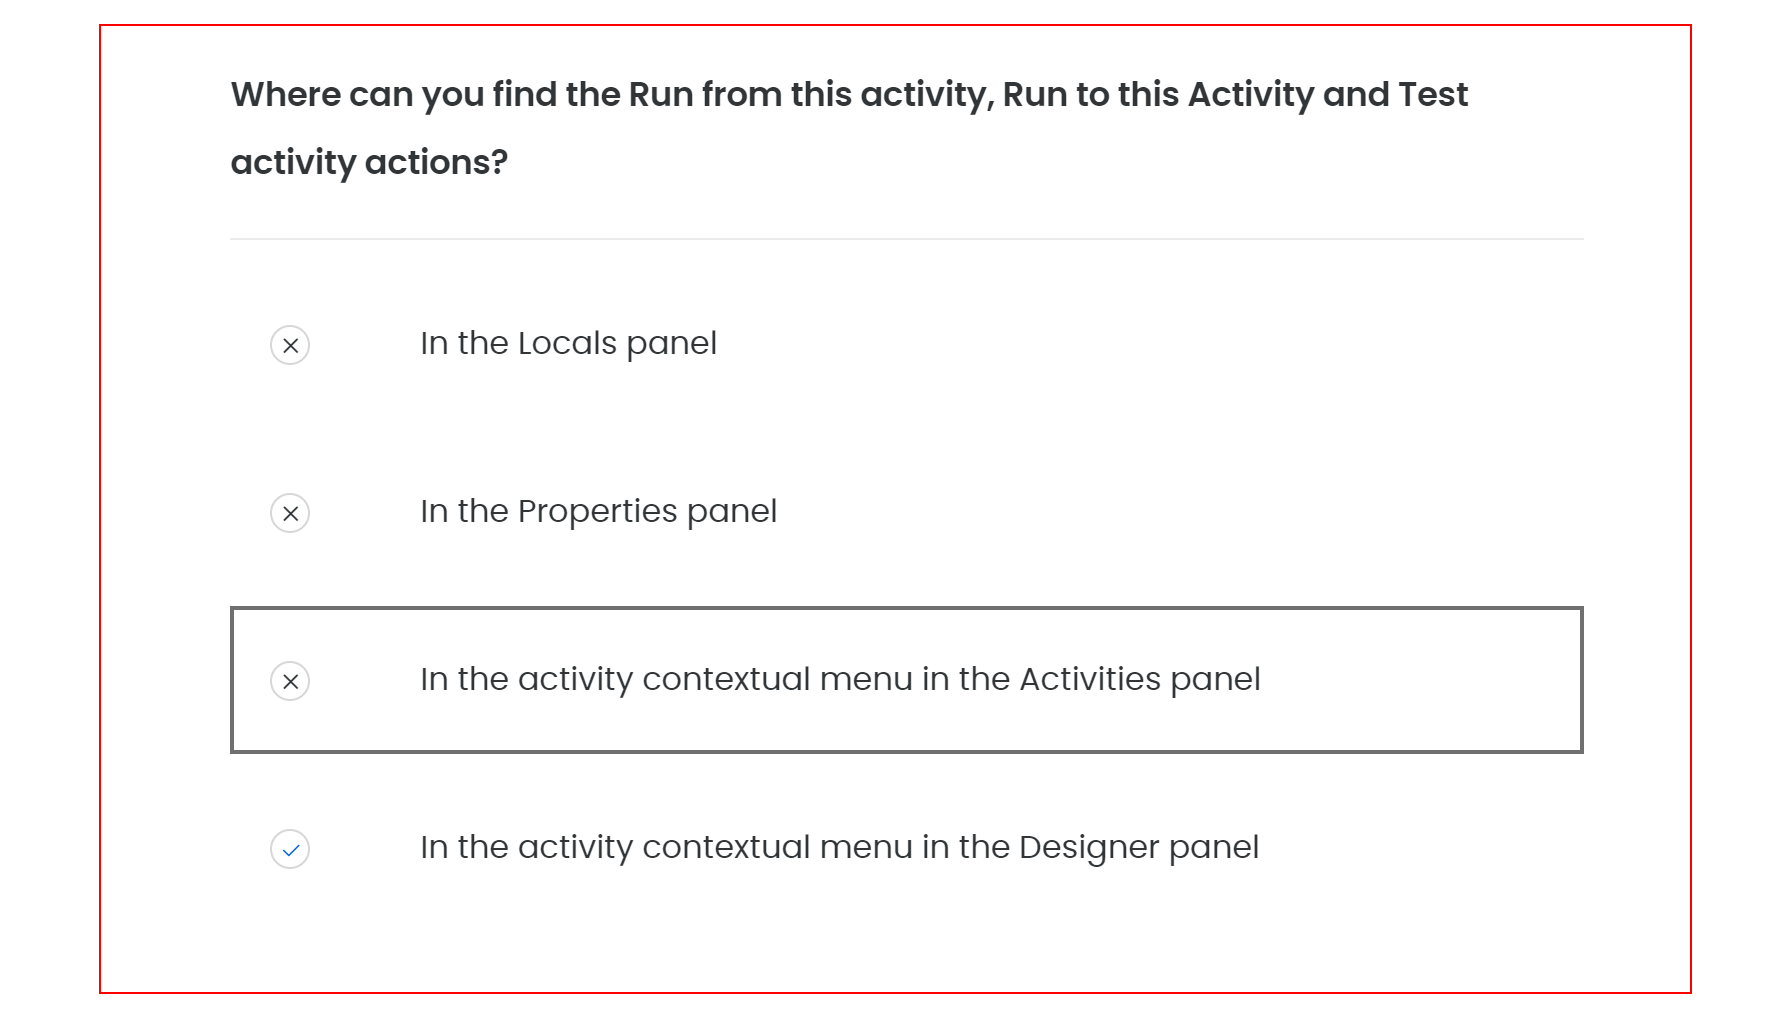 Where can you find the Run from this activity, Run to this Activity and Test
activity actions?
In the Locals panel
In the Properties panel
In the activity contextual menu in the Activities panel
In the activity contextual menu in the Designer panel